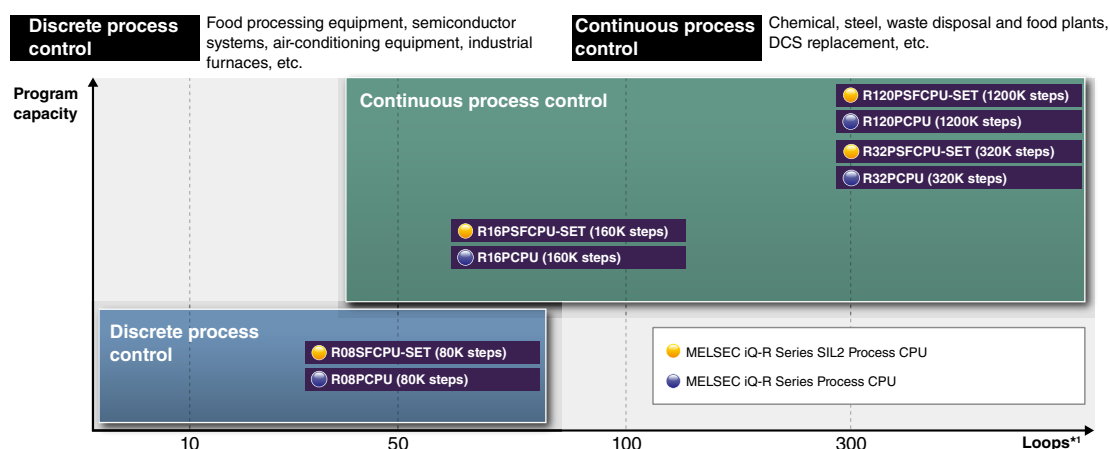 Discrete process
control
Food processing equipment, semiconductor
systems, air-conditioning equipment, industrial
furnaces, etc.
Continuous process
control
Chemical, steel, waste disposal and food plants,
DCS replacement, etc.
Program
capacity
Continuous process control
R120PSFCPU-SET (1200K steps)
R120PCPU (1200K steps)
R32PSFCPU-SET (320K steps)
R32PCPU (320K steps)
R16PSFCPU-SET (160K steps)
R16PCPU (160K steps)
Discrete process
control
R08SFCPU-SET (80K steps)
R08PCPU (80K steps)
MELSEC iQ-R Series SIL2 Process CPU
MELSEC iQ-R Series Process CPU
10
50
100
300
Loops*1